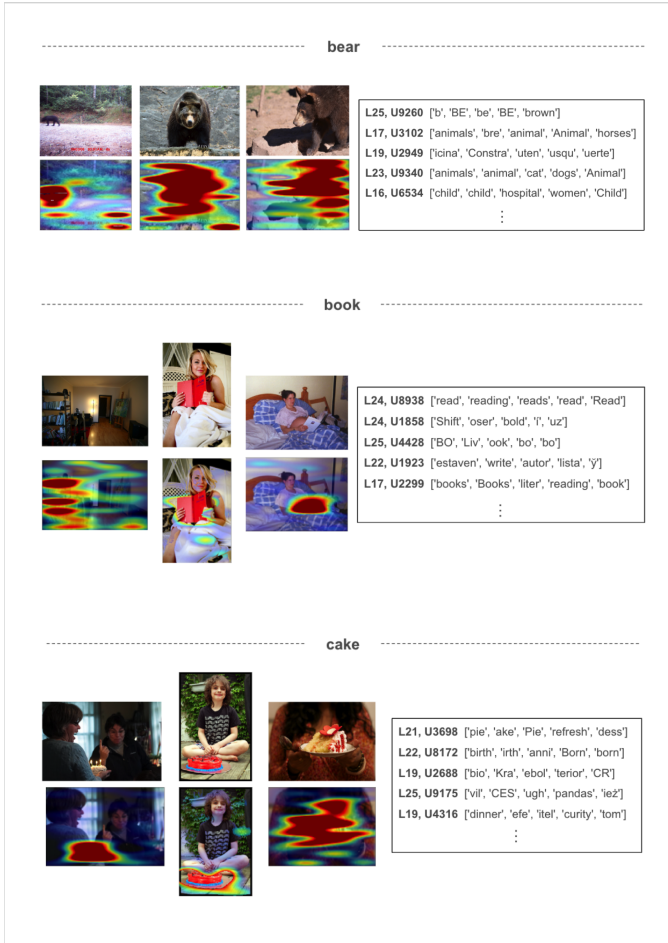 bear
L25, U9260 ['b', 'BE', 'be', 'BE', 'brown']
L17, U3102 ['animals', 'bre', 'animal', 'Animal', 'horses']
L19, U2949 ['icina', 'Constra', 'uten', 'usqu', 'uerte']
L23, U9340 ['animals', 'animal', 'cat', 'dogs', 'Animal']
L16, U6534 ['child', 'child', 'hospital', 'women', 'Child']
⋮
book
L24, U8938 ['read', 'reading', 'reads', 'read', 'Read']
L24, U1858 ['Shift', 'oser', 'bold', 'í', 'uz']
L25, U4428 ['BO', 'Liv', 'ook', 'bo', 'bo']
L22, U1923 ['estaven', 'write', 'autor', 'lista', 'ÿ']
L17, U2299 ['books', 'Books', 'liter', 'reading', 'book']
⋮
cake
L21, U3698 ['pie', 'ake', 'Pie', 'refresh', 'dess']
L22, U8172 ['birth', 'irth', 'anni', 'Born', 'born']
L19, U2688 ['bio', 'Kra', 'ebol', 'terior', 'CR']
L25, U9175 ['vil', 'CES', 'ugh', 'pandas', 'ież']
L19, U4316 ['dinner', 'efe', 'itel', 'curity', 'tom']
⋮